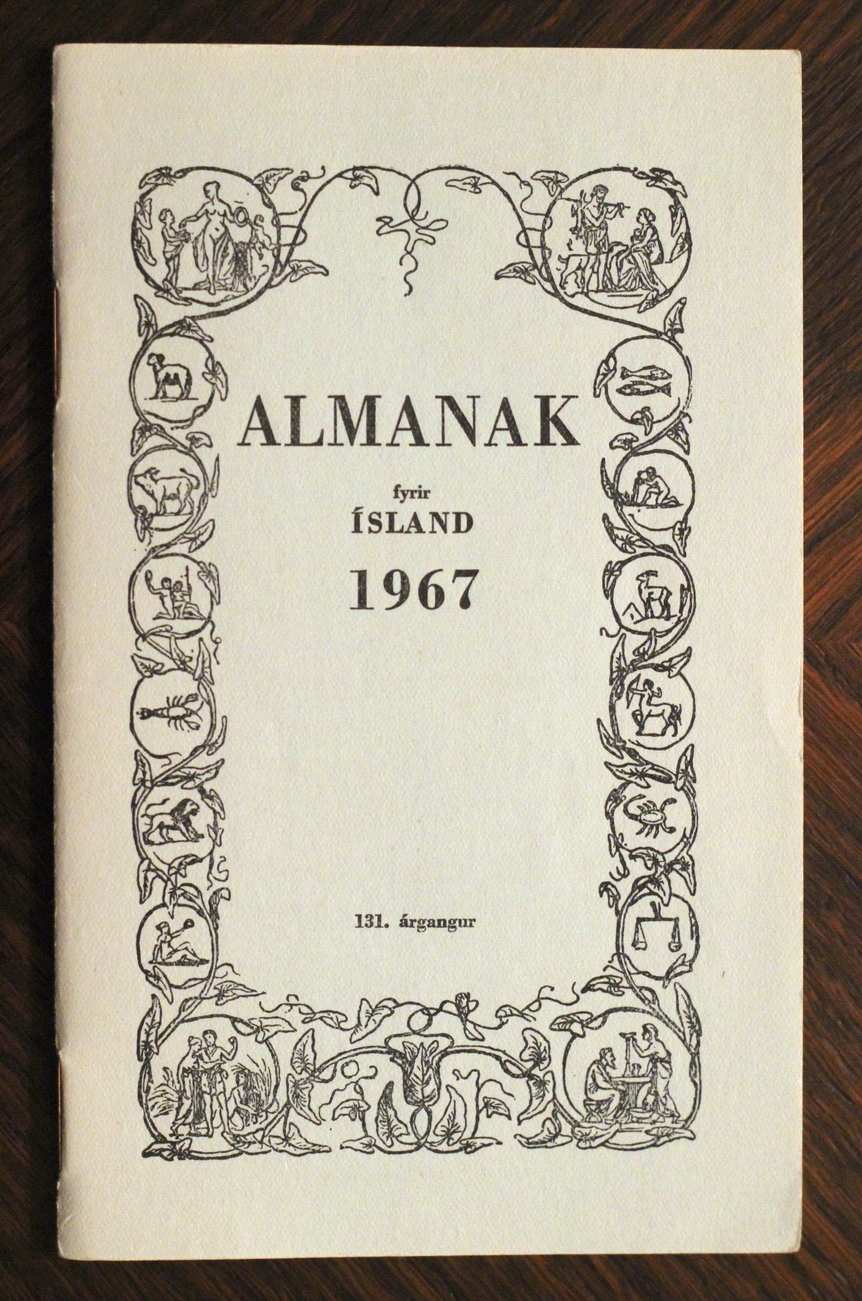 ALMANAK
fyrir
ÍSLAND
1967
131. árgangur